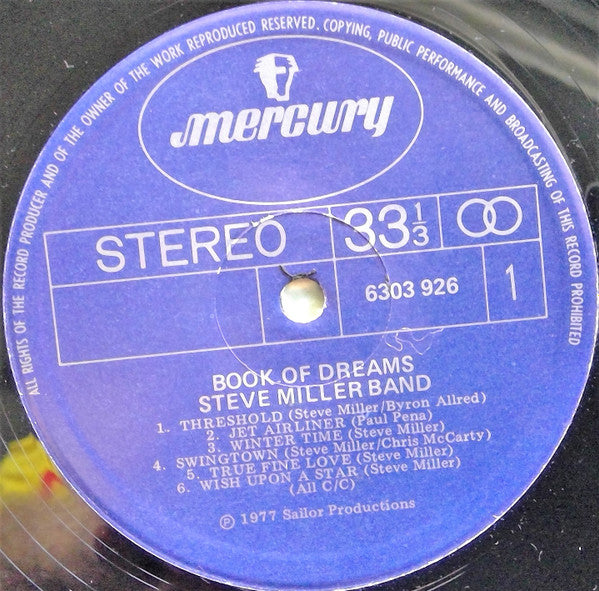 ALL RIGHTS OF THE RECORD PRODUCER AND OF THE OWNER OF THE WORK REPRODUCED RESERVED. COPYING, PUBLIC PERFORMANCE AND BROADCASTING OF THIS RECORD PROHIBITED
mercury
STEREO 33 1/3
6303 926 1
BOOK OF DREAMS
STEVE MILLER BAND
1. THRESHOLD (Steve Miller/Byron Allred)
2. JET AIRLINER (Paul Pena)
3. WINTER TIME (Steve Miller)
4. SWINGTOWN (Steve Miller/Chris McCarty)
5. TRUE FINE LOVE (Steve Miller)
6. WISH UPON A STAR (Steve Miller)
(All C/C)
℗ 1977 Sailor Productions